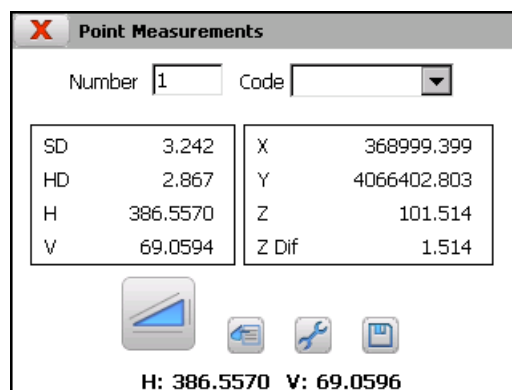 Point Measurements
Number 1 Code
SD 3.242 X 368999.399
HD 2.867 Y 4066402.803
H 386.5570 Z 101.514
V 69.0594 Z Dif 1.514
H: 386.5570 V: 69.0596